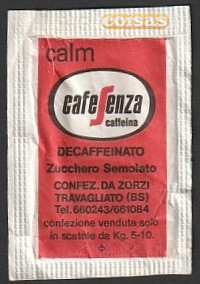 coisas
calm
cafesenza
caffeina
DECAFFEINATO
Zucchero Semolato
CONFEZ. DA ZORZI
TRAVAGLIATO (BS)
Tel. 660243/661084
confezione venduta solo
in scatole da Kg. 5-10.